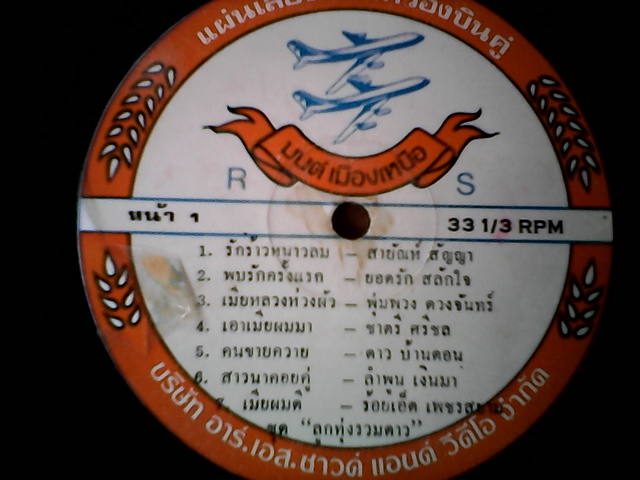 แผ่นเสียง เครื่องบินคู่
มนต์เมืองเหนือ
R S
หน้า 1 33 1/3 RPM
1. รักร้าวหนาวลม – สายัณห์ สัญญา
2. พบรักครั้งแรก – ยอดรัก สลักใจ
3. เมียหลวงห่วงผัว – พุ่มพวง ดวงจันทร์
4. เอาเมียผมมา – ชาตรี ศรีชล
5. คนขายควาย – ดาว บ้านดอน
6. สาวนาคอยคู่ – ลำพูน เงินมา
7. เมียผมดี – ร้อยเอ็ด เพชรสยาม
ชุด "ลูกทุ่งรวมดาว"
บริษัท อาร์.เอส.ซาวด์ แอนด์ วีดีโอ จำกัด